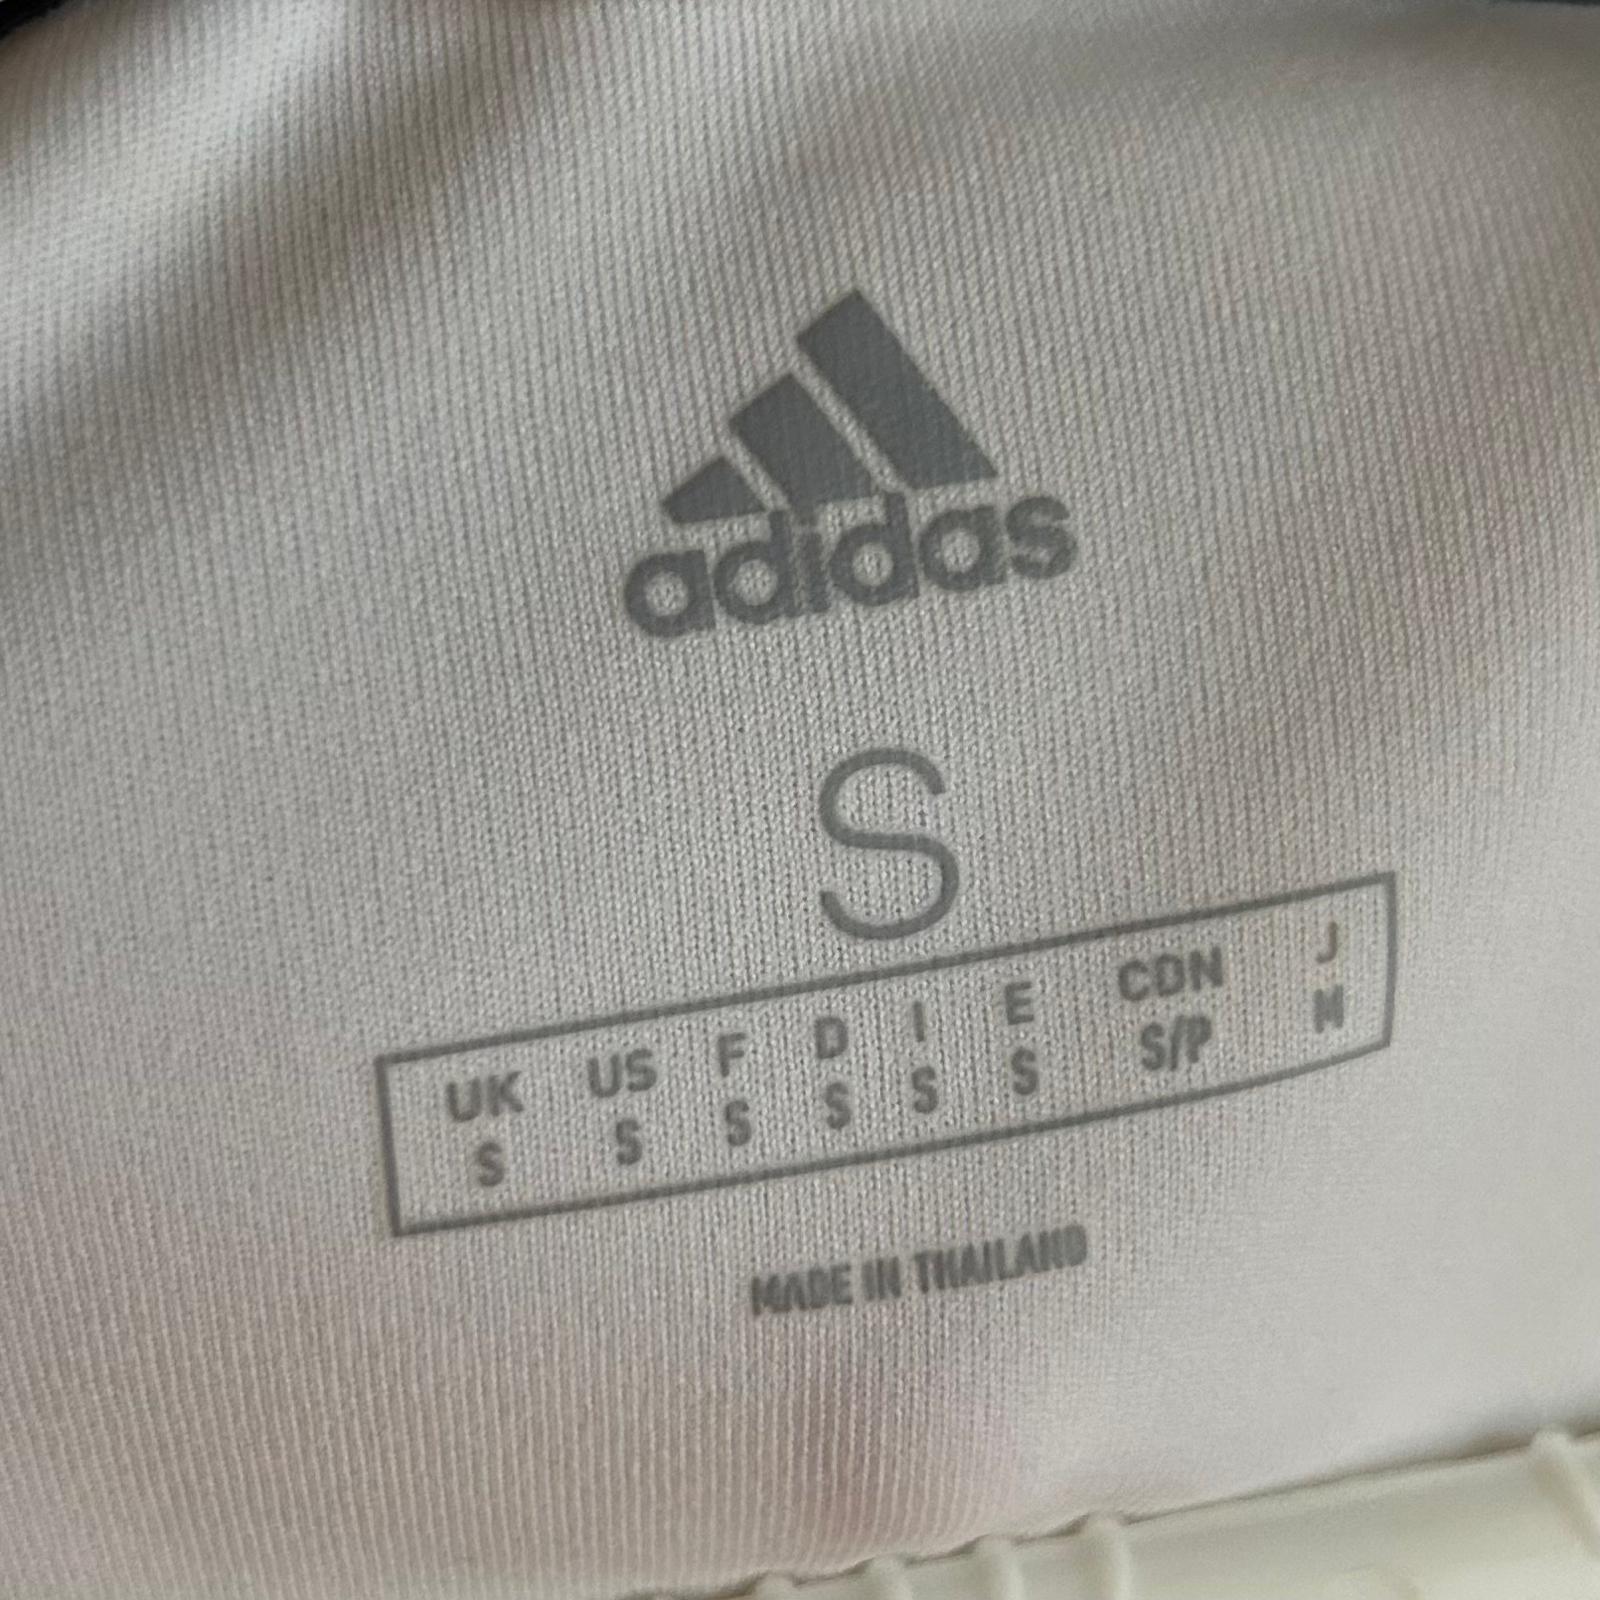 adidas
S
UK US F D I E CDN J
S S S S S S S/P M
MADE IN THAILAND